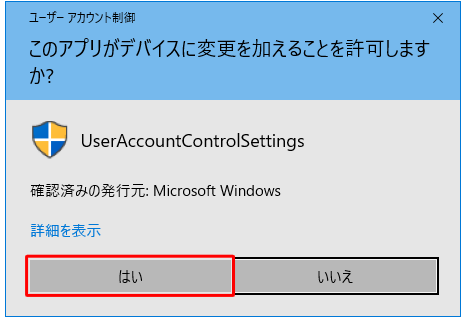 ユーザー アカウント制御
このアプリがデバイスに変更を加えることを許可します
か?
UserAccountControlSettings
確認済みの発行元: Microsoft Windows
詳細を表示
はい
いいえ